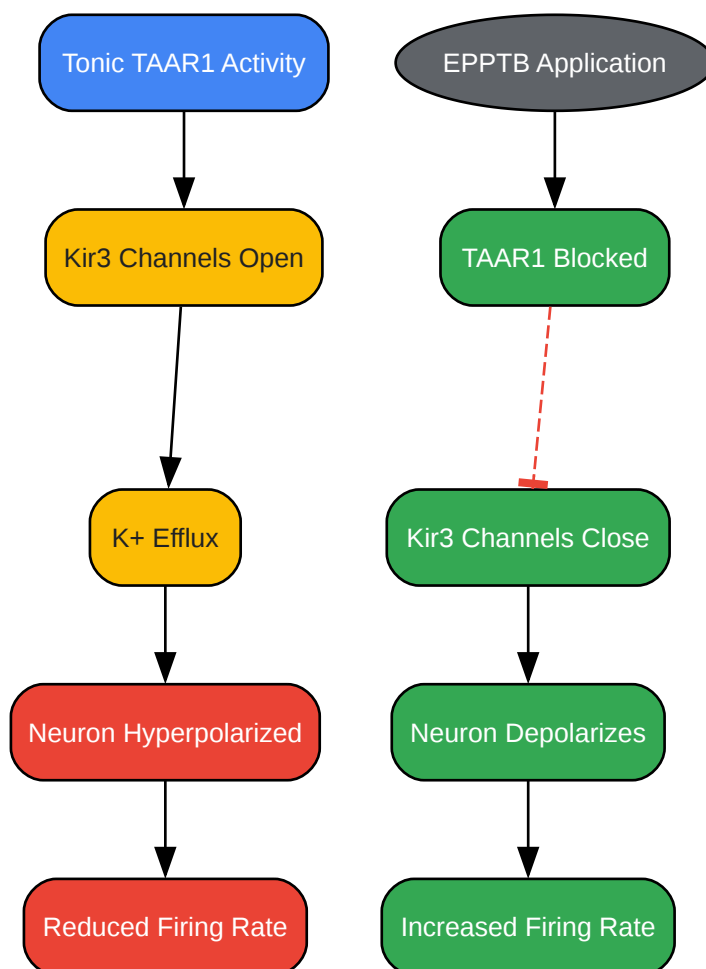 Tonic TAAR1 Activity
EPPTB Application
Kir3 Channels Open
TAAR1 Blocked
K+ Efflux
Kir3 Channels Close
Neuron Hyperpolarized
Neuron Depolarizes
Reduced Firing Rate
Increased Firing Rate